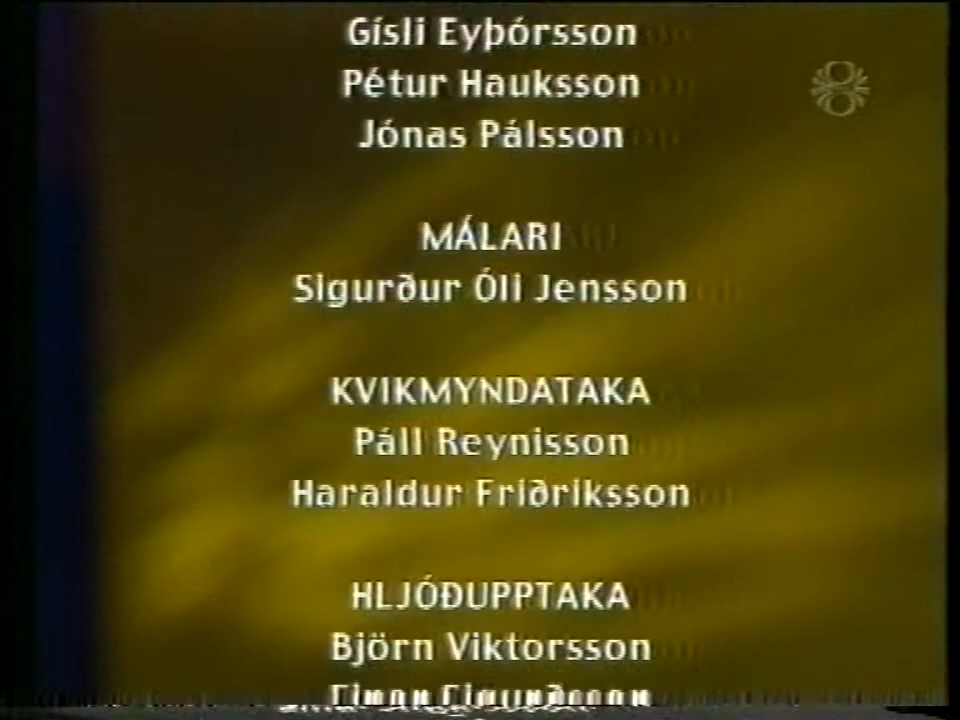 Gísli Eyþórsson
Pétur Hauksson
Jónas Pálsson
MÁLARI
Sigurður Óli Jensson
KVIKMYNDATAKA
Páll Reynisson
Haraldur Friðriksson
HLJÓÐUPPTAKA
Björn Viktorsson